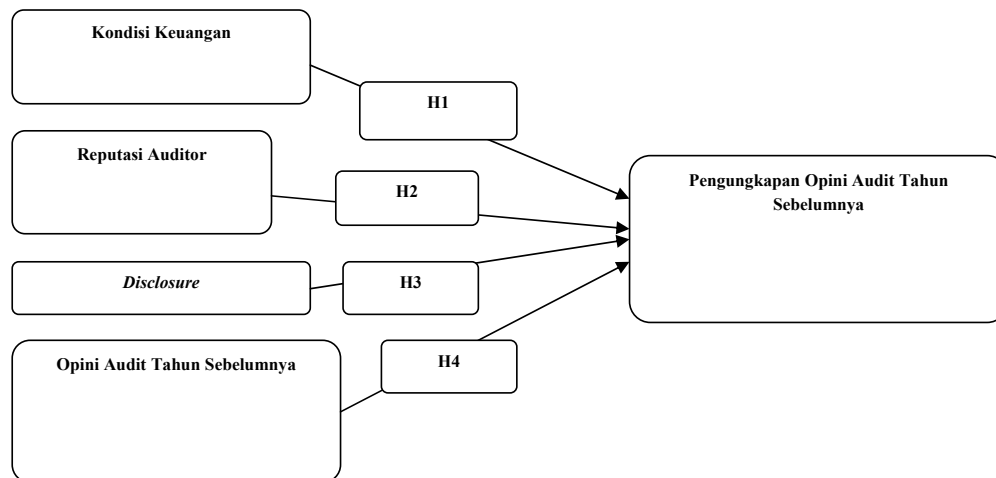 Kondisi Keuangan
H1
Reputasi Auditor
H2
Pengungkapan Opini Audit Tahun
Sebelumnya
Disclosure
H3
Opini Audit Tahun Sebelumnya
H4